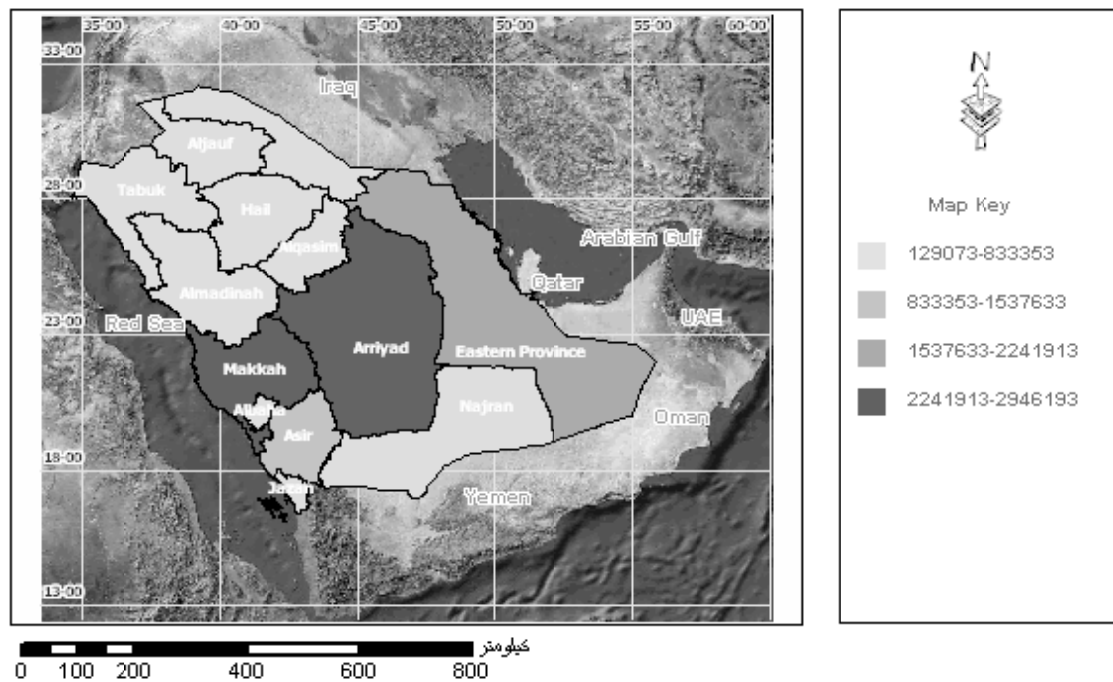 35-00 40-00 45-00 50-00 55-00 60-00
33-00
Iraq
Aljauf
28-00
Tabuk
Hail
Alqasim
Arabian Gulf
Qatar
Almadinah
Red Sea
UAE
23-00
Arriyad
Eastern Province
Makkah
Najran
Oman
Asir
18-00
Jazan
Yemen
13-00
N
Map Key
129073-833353
833353-1537633
1537633-2241913
2241913-2946193
كيلومتر
0 100 200 400 600 800